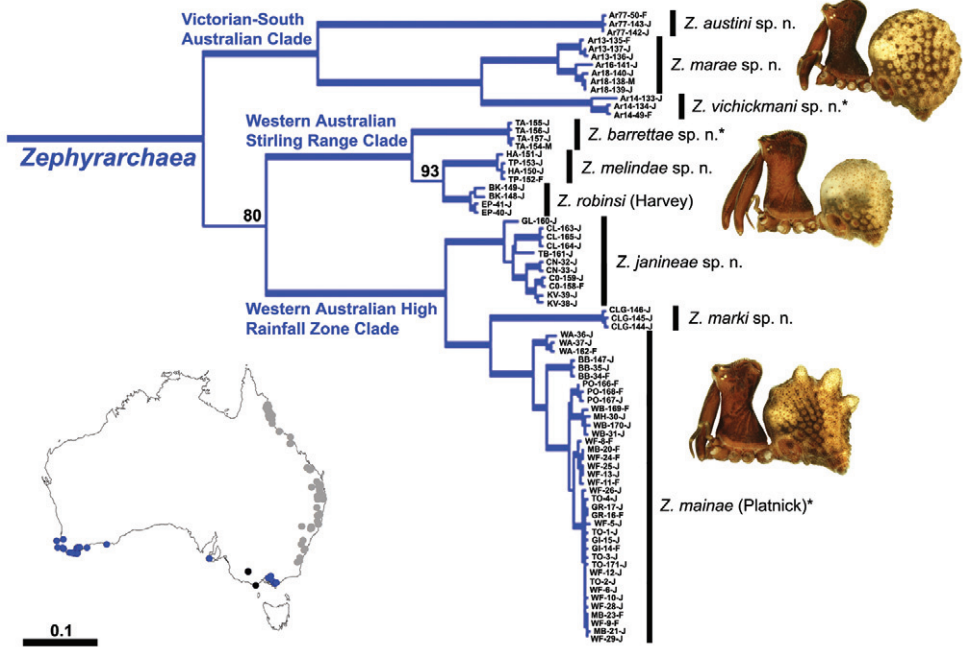 Zephyrarchaea
Victorian-South
Australian Clade
Ar77-50-F
Ar77-143-J
Ar77-142-J
Z. austini sp. n.
Ar13-135-F
Ar13-137-J
Ar13-136-J
Ar16-141-J
Ar18-140-J
Ar18-138-M
Ar18-139-J
Z. marae sp. n.
Ar14-133-J
Ar14-134-J
Ar14-49-F
Z. vichickmani sp. n.*
80
Western Australian
Stirling Range Clade
TA-155-J
TA-156-J
TA-157-J
TA-154-M
Z. barrettae sp. n.*
93
HA-151-J
TP-153-J
HA-150-J
TP-152-F
Z. melindae sp. n.
BK-149-J
BK-148-J
EP-41-J
EP-40-J
Z. robinsi (Harvey)
Western Australian High
Rainfall Zone Clade
GL-160-J
CL-163-J
CL-165-J
CL-164-J
TB-161-J
CN-32-J
CN-33-J
C0-159-J
C0-158-F
KV-39-J
KV-38-J
Z. janineae sp. n.
CLG-146-J
CLG-145-J
CLG-144-J
Z. marki sp. n.
WA-36-J
WA-37-J
WA-162-F
BB-147-J
BB-35-J
BB-34-F
PO-166-F
PO-168-F
PO-167-J
WB-169-F
MH-30-J
WB-170-J
WB-31-J
WF-8-F
MB-20-F
WF-24-F
WF-25-J
WF-13-J
WF-11-F
WF-26-J
TO-4-J
GR-17-J
GR-16-F
WF-5-J
TO-1-J
GI-15-J
GI-14-F
TO-3-J
TO-171-J
WF-12-J
TO-2-J
WF-6-J
WF-10-J
WF-28-J
MB-23-F
WF-9-F
MB-21-J
WF-29-J
Z. mainae (Platnick)*
0.1